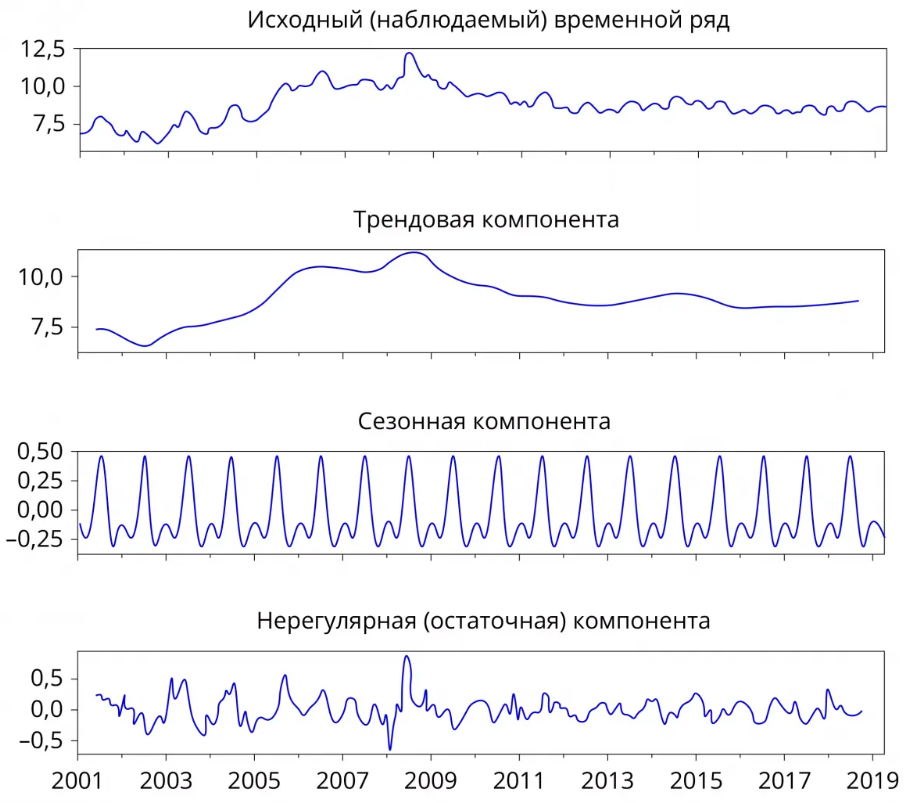 Исходный (наблюдаемый) временной ряд
12,5
10,0
7,5
Трендовая компонента
10,0
7,5
Сезонная компонента
0,50
0,25
0,00
–0,25
Нерегулярная (остаточная) компонента
0,5
0,0
–0,5
2001 2003 2005 2007 2009 2011 2013 2015 2017 2019